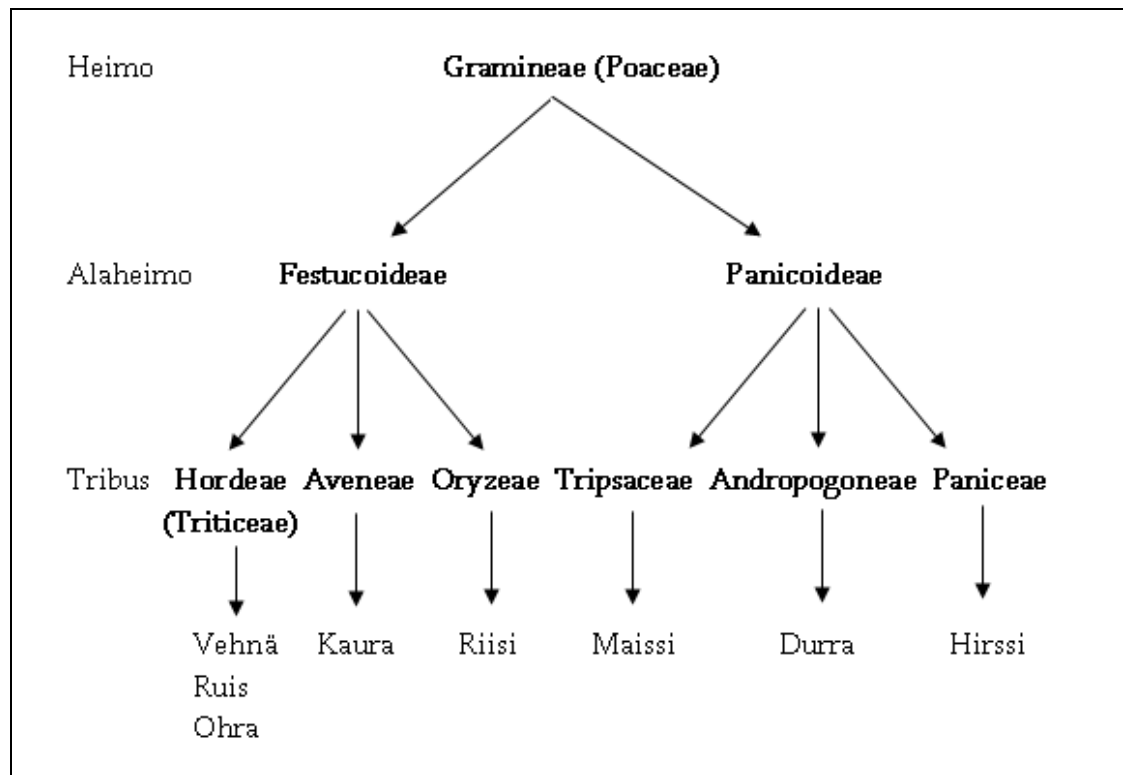 Heimo Gramineae (Poaceae)
Alaheimo Festucoideae Panicoideae
Tribus Hordeae Aveneae Oryzeae Tripsaceae Andropogoneae Paniceae
(Triticeae)
Vehnä Kaura Riisi Maissi Durra Hirssi
Ruis
Ohra